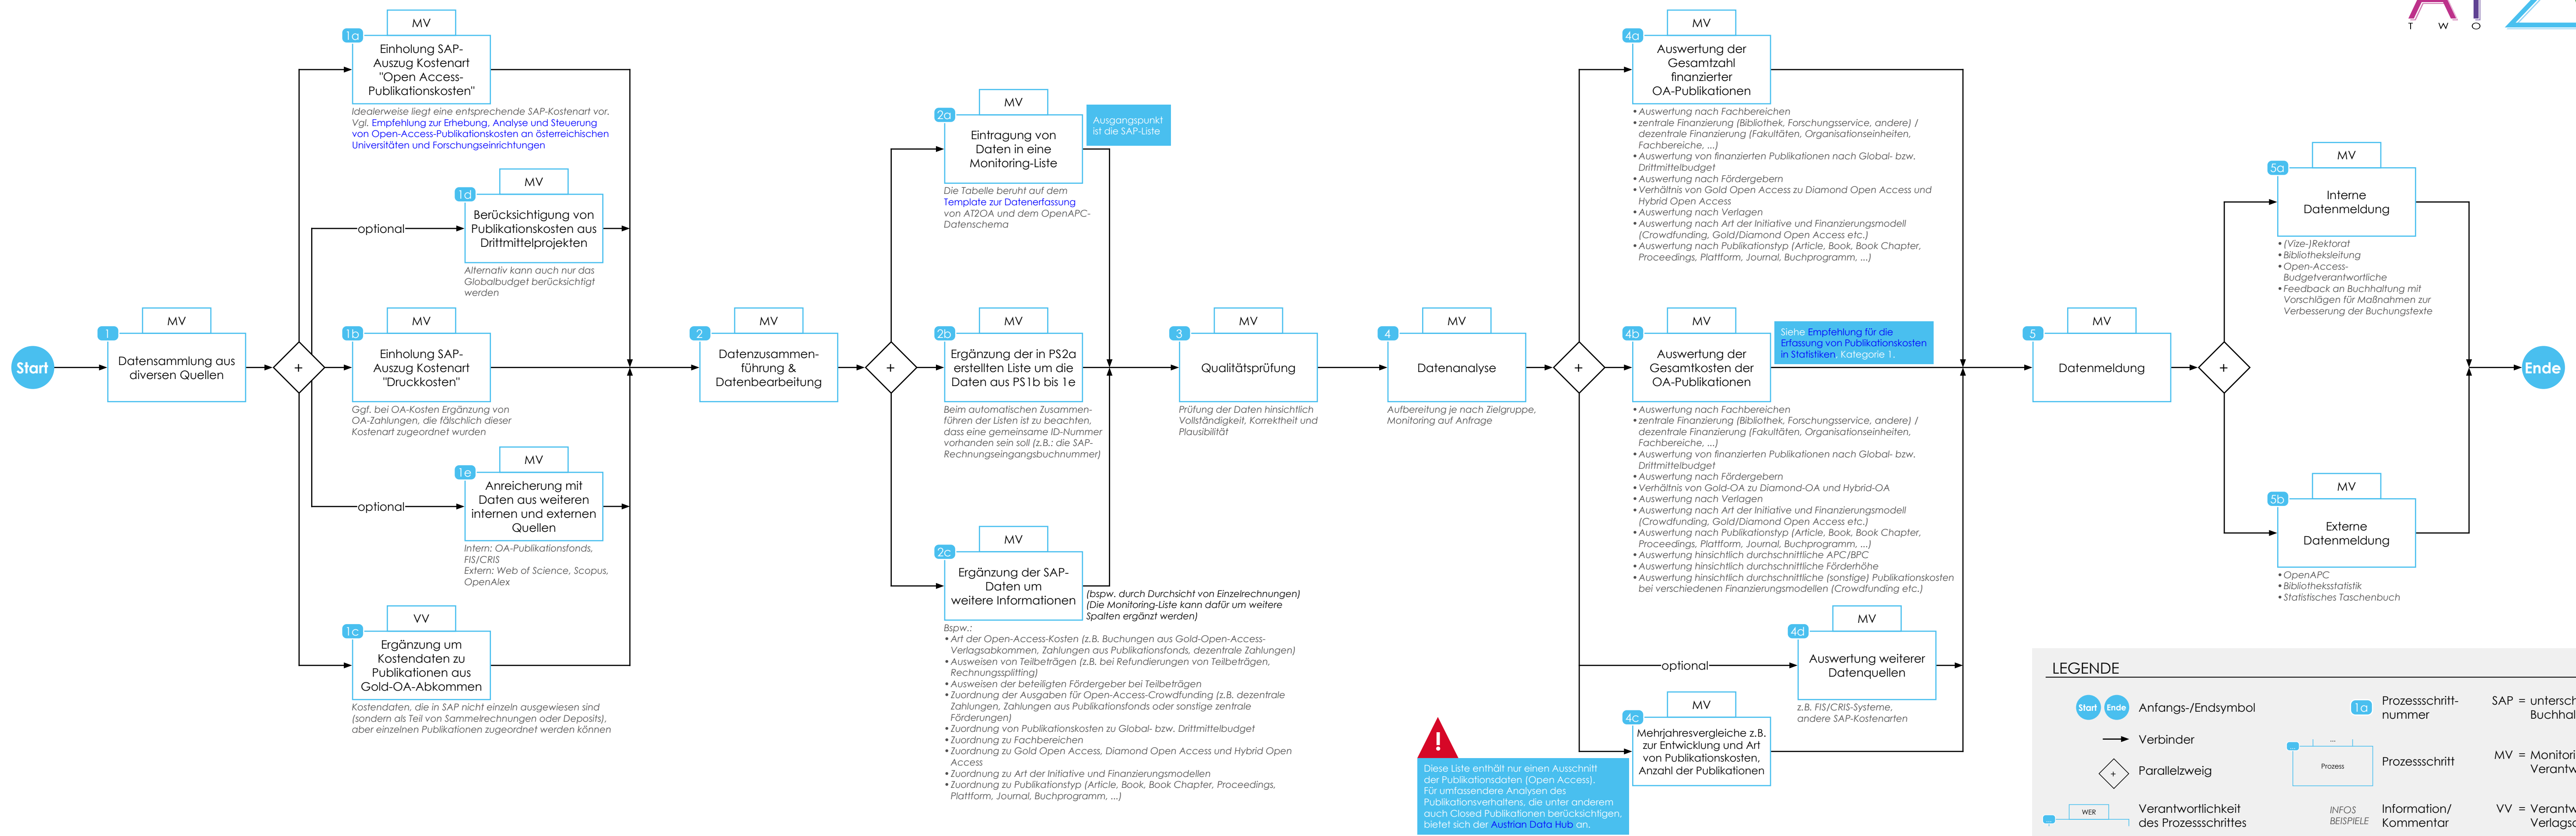 Start
1
MV
Datensammlung aus
diversen Quellen
+
1a
MV
Einholung SAP-
Auszug Kostenart
"Open Access-
Publikationskosten"
Idealerweise liegt eine entsprechende SAP-Kostenart vor.
Vgl. Empfehlung zur Erhebung, Analyse und Steuerung
von Open-Access-Publikationskosten an österreichischen
Universitäten und Forschungseinrichtungen
optional
1d
MV
Berücksichtigung von
Publikationskosten aus
Drittmittelprojekten
Alternativ kann auch nur das
Globalbudget berücksichtigt
werden
1b
MV
Einholung SAP-
Auszug Kostenart
"Druckkosten"
Ggf. bei OA-Kosten Ergänzung von
OA-Zahlungen, die fälschlich dieser
Kostenart zugeordnet wurden
optional
1e
MV
Anreicherung mit
Daten aus weiteren
internen und externen
Quellen
Intern: OA-Publikationsfonds,
FIS/CRIS
Extern: Web of Science, Scopus,
OpenAlex
1c
VV
Ergänzung um
Kostendaten zu
Publikationen aus
Gold-OA-Abkommen
Kostendaten, die in SAP nicht einzeln ausgewiesen sind
(sondern als Teil von Sammelrechnungen oder Deposits),
aber einzelnen Publikationen zugeordnet werden können
2
MV
Datenzusammen-
führung &
Datenbearbeitung
+
2a
MV
Eintragung von
Daten in eine
Monitoring-Liste
Ausgangspunkt
ist die SAP-Liste
Die Tabelle beruht auf dem
Template zur Datenerfassung
von AT2OA und dem OpenAPC-
Datenschema
2b
MV
Ergänzung der in PS2a
erstellten Liste um die
Daten aus PS1b bis 1e
Beim automatischen Zusammen-
führen der Listen ist zu beachten,
dass eine gemeinsame ID-Nummer
vorhanden sein soll (z.B.: die SAP-
Rechnungseingangsbuchnummer)
2c
MV
Ergänzung der SAP-
Daten um
weitere Informationen
(bspw. durch Durchsicht von Einzelrechnungen)
(Die Monitoring-Liste kann dafür um weitere
Spalten ergänzt werden)
Bspw.:
• Art der Open-Access-Kosten (z.B. Buchungen aus Gold-Open-Access-
Verlagsabkommen, Zahlungen aus Publikationsfonds, dezentrale Zahlungen)
• Ausweisen von Teilbeträgen (z.B. bei Refundierungen von Teilbeträgen,
Rechnungssplitting)
• Ausweisen der beteiligten Fördergeber bei Teilbeträgen
• Zuordnung der Ausgaben für Open-Access-Crowdfunding (z.B. dezentrale
Zahlungen, Zahlungen aus Publikationsfonds oder sonstige zentrale
Förderungen)
• Zuordnung von Publikationskosten zu Global- bzw. Drittmittelbudget
• Zuordnung zu Fachbereichen
• Zuordnung zu Gold Open Access, Diamond Open Access und Hybrid Open
Access
• Zuordnung zu Art der Initiative und Finanzierungsmodellen
• Zuordnung zu Publikationstyp (Article, Book, Book Chapter, Proceedings,
Plattform, Journal, Buchprogramm, ...)
3
MV
Qualitätsprüfung
Prüfung der Daten hinsichtlich
Vollständigkeit, Korrektheit und
Plausibilität
4
MV
Datenanalyse
Aufbereitung je nach Zielgruppe,
Monitoring auf Anfrage
+
4a
MV
Auswertung der
Gesamtzahl
finanzierter
OA-Publikationen
• Auswertung nach Fachbereichen
• zentrale Finanzierung (Bibliothek, Forschungsservice, andere) /
dezentrale Finanzierung (Fakultäten, Organisationseinheiten,
Fachbereiche, ...)
• Auswertung von finanzierten Publikationen nach Global- bzw.
Drittmittelbudget
• Auswertung nach Fördergebern
• Verhältnis von Gold Open Access zu Diamond Open Access und
Hybrid Open Access
• Auswertung nach Verlagen
• Auswertung nach Art der Initiative und Finanzierungsmodell
(Crowdfunding, Gold/Diamond Open Access etc.)
• Auswertung nach Publikationstyp (Article, Book, Book Chapter,
Proceedings, Plattform, Journal, Buchprogramm, ...)
4b
MV
Auswertung der
Gesamtkosten der
OA-Publikationen
Siehe Empfehlung für die
Erfassung von Publikationskosten
in Statistiken, Kategorie 1.
• Auswertung nach Fachbereichen
• zentrale Finanzierung (Bibliothek, Forschungsservice, andere) /
dezentrale Finanzierung (Fakultäten, Organisationseinheiten,
Fachbereiche, ...)
• Auswertung von finanzierten Publikationen nach Global- bzw.
Drittmittelbudget
• Auswertung nach Fördergebern
• Verhältnis von Gold-OA zu Diamond-OA und Hybrid-OA
• Auswertung nach Verlagen
• Auswertung nach Art der Initiative und Finanzierungsmodell
(Crowdfunding, Gold/Diamond Open Access etc.)
• Auswertung nach Publikationstyp (Article, Book, Book Chapter,
Proceedings, Plattform, Journal, Buchprogramm, ...)
• Auswertung hinsichtlich durchschnittliche APC/BPC
• Auswertung hinsichtlich durchschnittliche Förderhöhe
• Auswertung hinsichtlich durchschnittliche (sonstige) Publikationskosten
bei verschiedenen Finanzierungsmodellen (Crowdfunding etc.)
optional
4d
MV
Auswertung weiterer
Datenquellen
z.B. FIS/CRIS-Systeme,
andere SAP-Kostenarten
4c
MV
Mehrjahresvergleiche z.B.
zur Entwicklung und Art
von Publikationskosten,
Anzahl der Publikationen
!
Diese Liste enthält nur einen Ausschnitt
der Publikationsdaten (Open Access).
Für umfassendere Analysen des
Publikationsverhaltens, die unter anderem
auch Closed Publikationen berücksichtigen,
bietet sich der Austrian Data Hub an.
5
MV
Datenmeldung
+
5a
MV
Interne
Datenmeldung
• (Vize-)Rektorat
• Bibliotheksleitung
• Open-Access-
Budgetverantwortliche
• Feedback an Buchhaltung mit
Vorschlägen für Maßnahmen zur
Verbesserung der Buchungstexte
5b
MV
Externe
Datenmeldung
• OpenAPC
• Bibliotheksstatistik
• Statistisches Taschenbuch
Ende
T W O
LEGENDE
Start Ende Anfangs-/Endsymbol
Verbinder
+ Parallelzweig
WER
Verantwortlichkeit
des Prozessschrittes
1a
Prozessschritt-
nummer
...
Prozess
Prozessschritt
INFOS
BEISPIELE
Information/
Kommentar
SAP = untersch
Buchhal
MV = Monitori
Verantw
VV = Verantw
Verlagsa